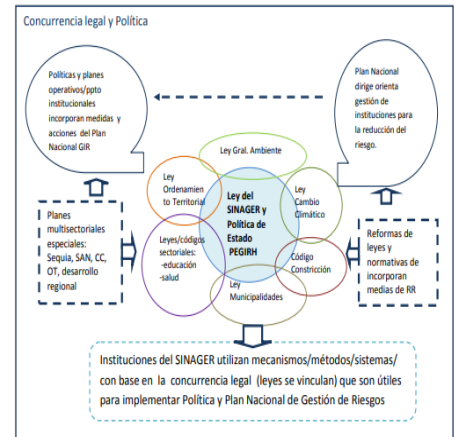 Concurrencia legal y Política
Políticas y planes
operativos/ppto
institucionales
incorporan medidas y
acciones del Plan
Nacional GIR
Plan Nacional
dirige orienta
gestión de
instituciones para
la reducción del
riesgo.
Ley Gral. Ambiente
Ley
Ordenamien
to Territorial
Ley del
SINAGER y
Política de
Estado
PEGIRH
Ley
Cambio
Climático
Planes
multisectoriales
especiales:
Sequia, SAN, CC,
OT, desarrollo
regional
Leyes/códigos
sectoriales:
-educación
-salud
Código
Constricción
Ley
Municipalidades
Reformas de
leyes y
normativas de
incorporan
medias de RR
Instituciones del SINAGER utilizan mecanismos/métodos/sistemas/
con base en la concurrencia legal (leyes se vinculan) que son útiles
para implementar Política y Plan Nacional de Gestión de Riesgos